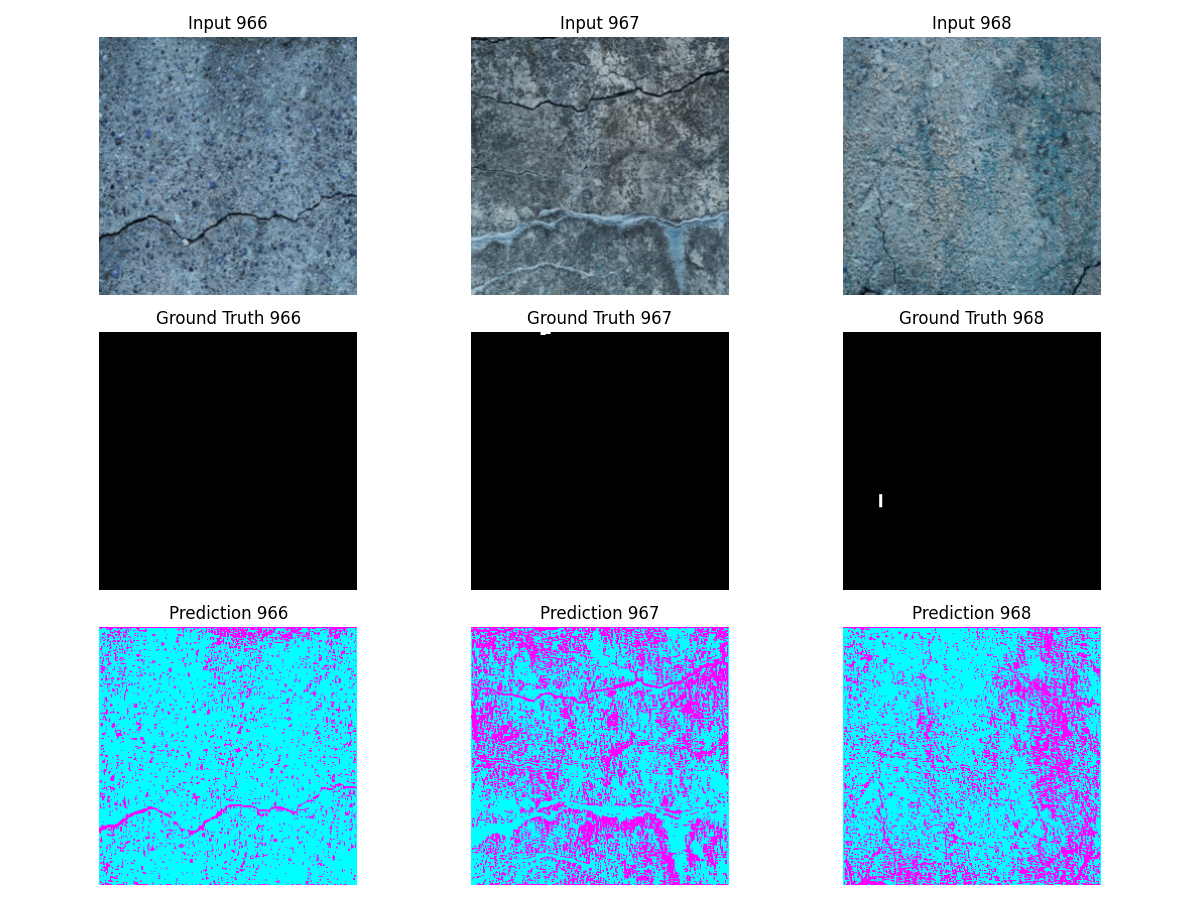 Input 966
Input 967
Input 968
Ground Truth 966
Ground Truth 967
Ground Truth 968
Prediction 966
Prediction 967
Prediction 968